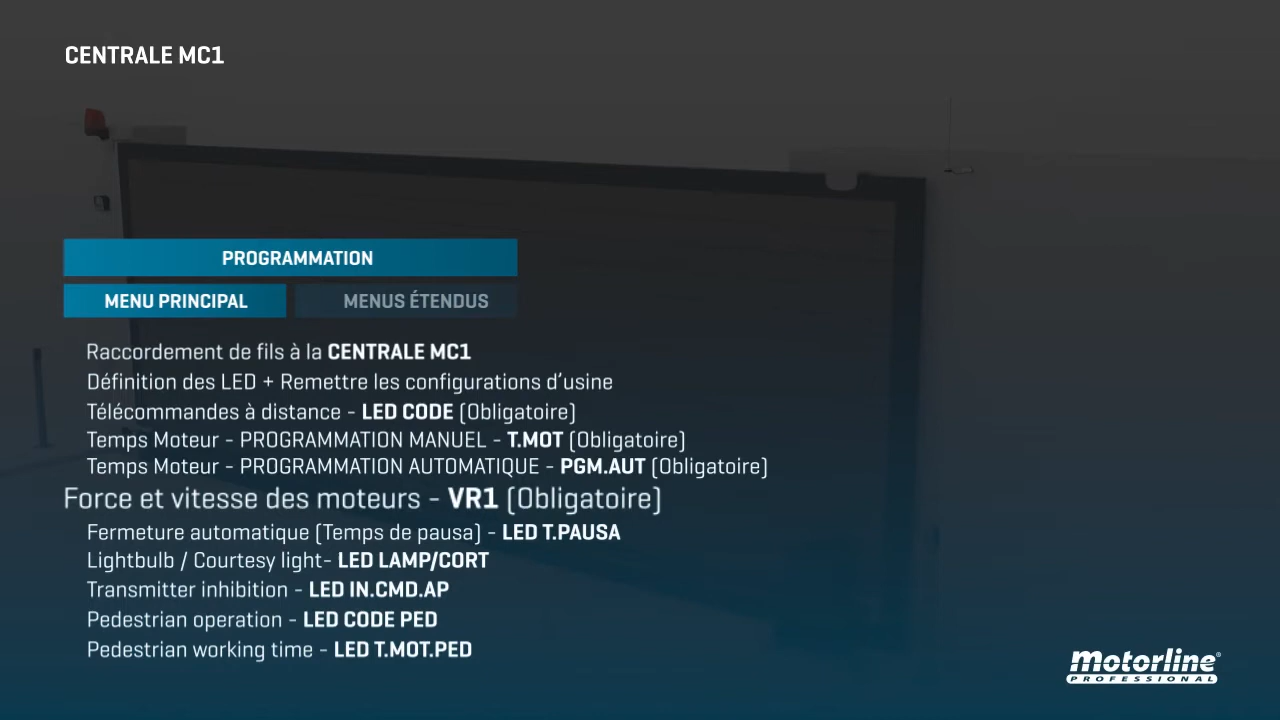 CENTRALE MC1
PROGRAMMATION
MENU PRINCIPAL
MENUS ÉTENDUS
Raccordement de fils à la CENTRALE MC1
Définition des LED + Remettre les configurations d'usine
Télécommandes à distance - LED CODE (Obligatoire)
Temps Moteur - PROGRAMMATION MANUEL - T.MOT (Obligatoire)
Temps Moteur - PROGRAMMATION AUTOMATIQUE - PGM.AUT (Obligatoire)
Force et vitesse des moteurs - VR1 (Obligatoire)
Fermeture automatique (Temps de pausa) - LED T.PAUSA
Lightbulb / Courtesy light- LED LAMP/CORT
Transmitter inhibition - LED IN.CMD.AP
Pedestrian operation - LED CODE PED
Pedestrian working time - LED T.MOT.PED
motorline®
PROFESSIONAL